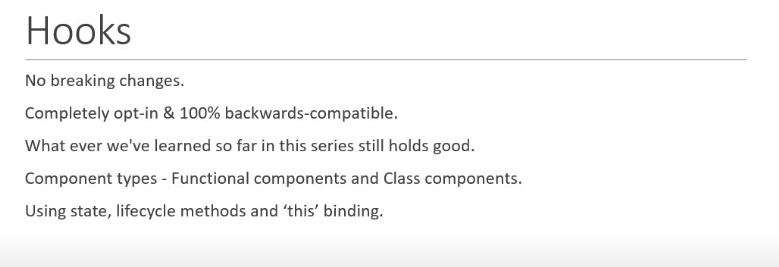 Hooks
No breaking changes.
Completely opt-in & 100% backwards-compatible.
What ever we've learned so far in this series still holds good.
Component types - Functional components and Class components.
Using state, lifecycle methods and ‘this’ binding.